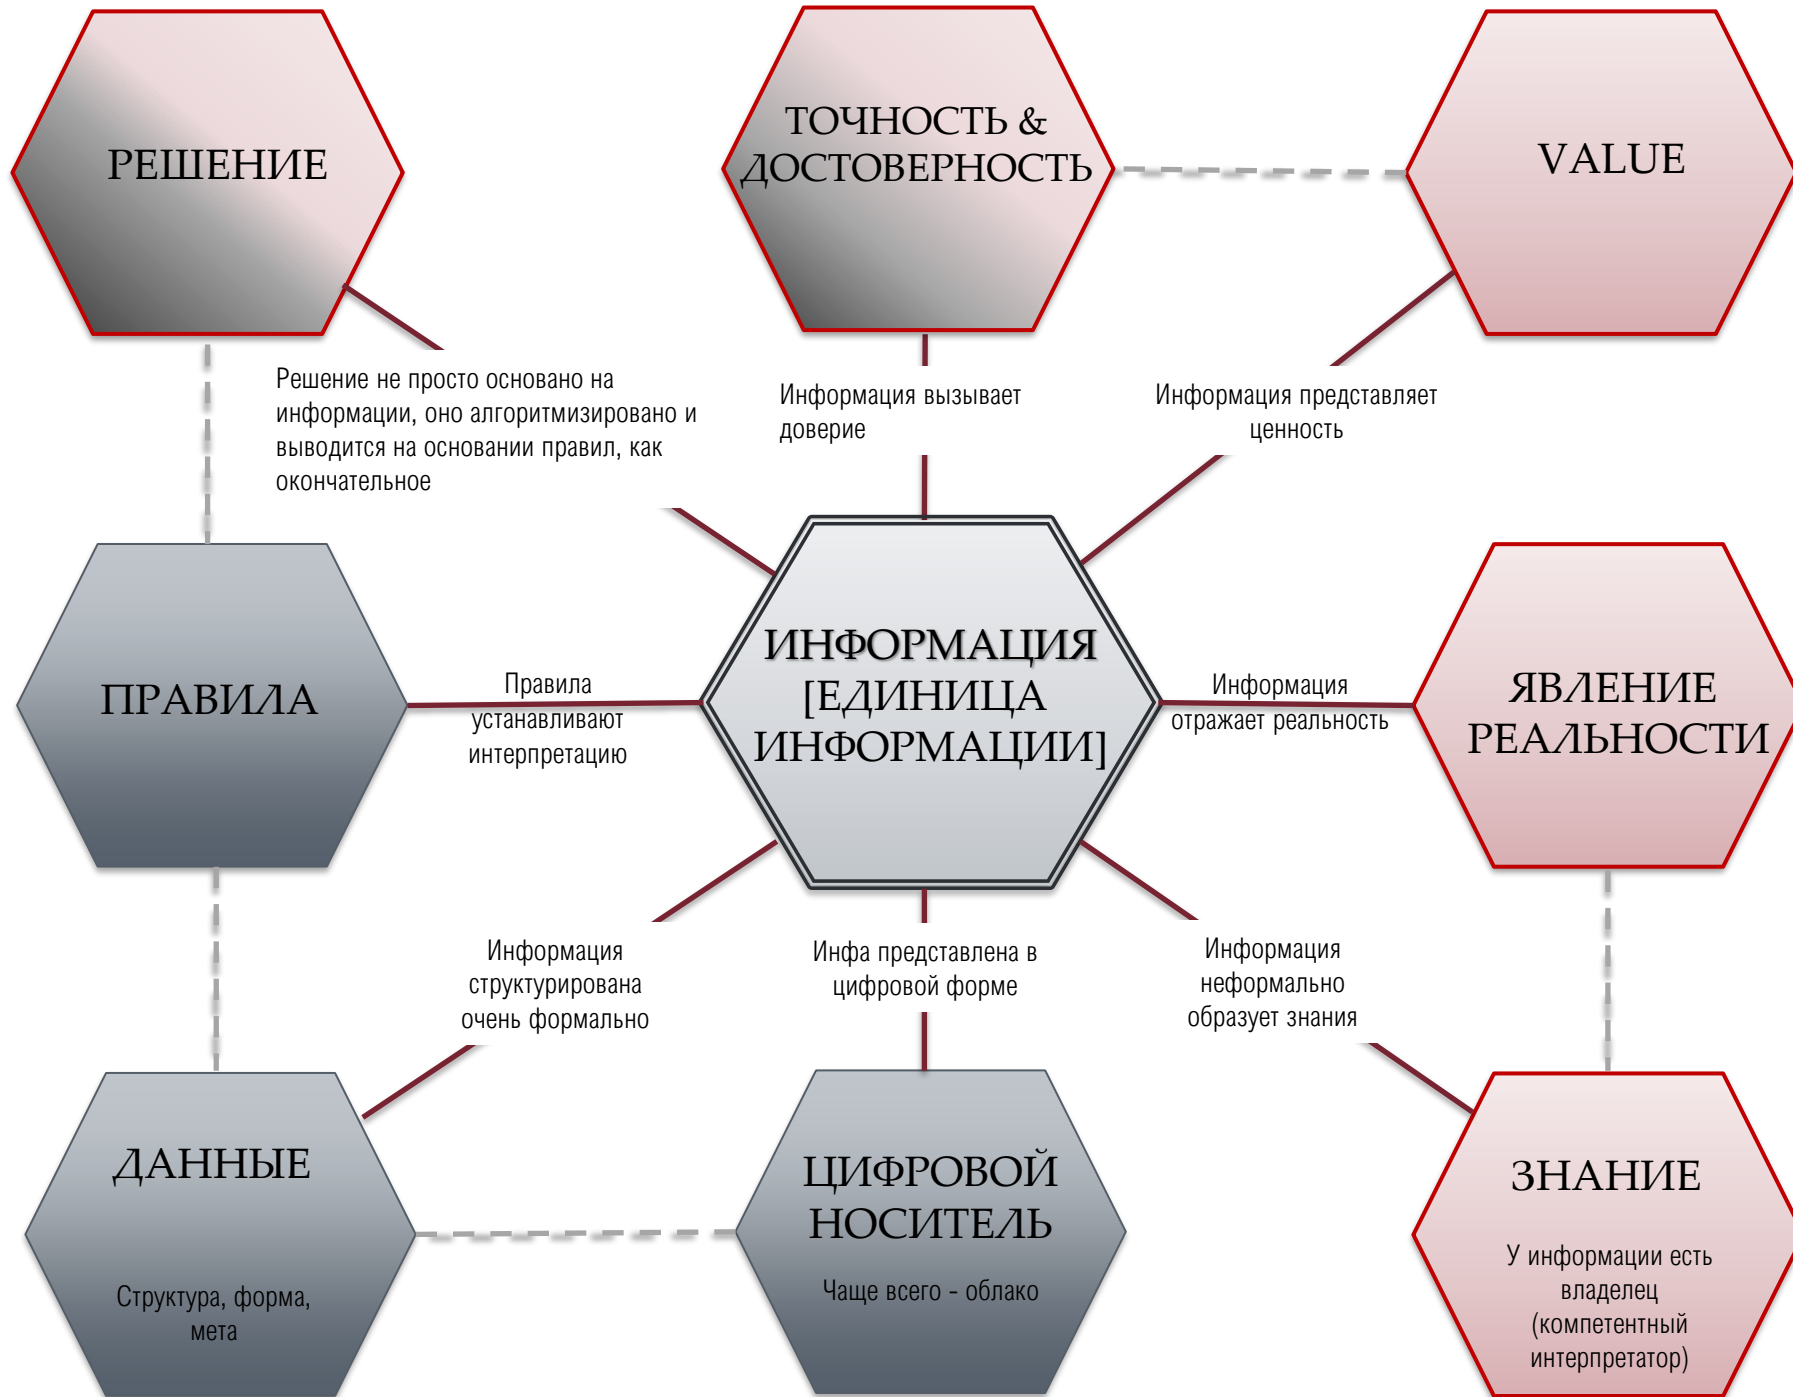 РЕШЕНИЕ
ТОЧНОСТЬ &
ДОСТОВЕРНОСТЬ
VALUE
Решение не просто основано на
информации, оно алгоритмизировано и
выводится на основании правил, как
окончательное
Информация вызывает
доверие
Информация представляет
ценность
ПРАВИЛА
Правила
устанавливают
интерпретацию
ИНФОРМАЦИЯ
[ЕДИНИЦА
ИНФОРМАЦИИ]
Информация
отражает реальность
ЯВЛЕНИЕ
РЕАЛЬНОСТИ
Информация
структурирована
очень формально
Инфа представлена в
цифровой форме
Информация
неформально
образует знания
ДАННЫЕ
Структура, форма,
мета
ЦИФРОВОЙ
НОСИТЕЛЬ
Чаще всего - облако
ЗНАНИЕ
У информации есть
владелец
(компетентный
интерпретатор)